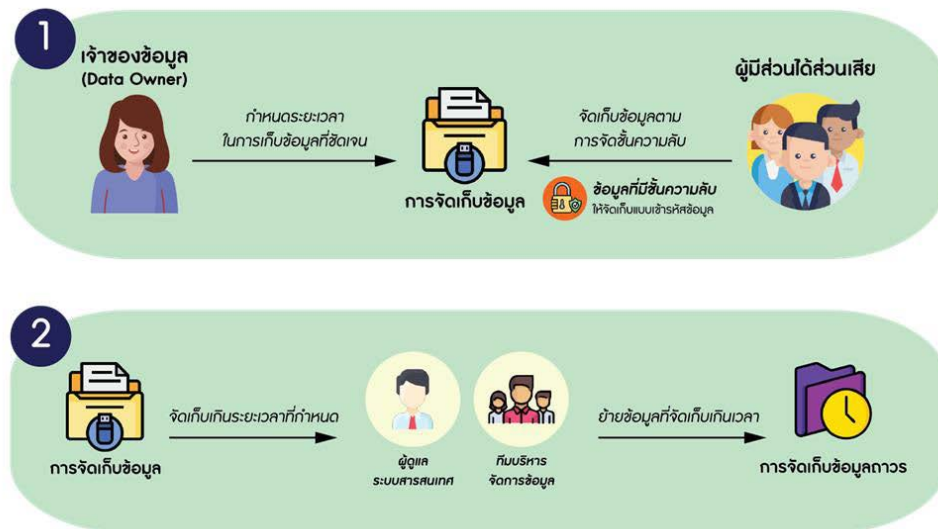 1
เจ้าของข้อมูล
(Data Owner)
กำหนดระยะเวลา
ในการเก็บข้อมูลที่ชัดเจน
การจัดเก็บข้อมูล
จัดเก็บข้อมูลตาม
การจัดชั้นความลับ
ข้อมูลที่มีชั้นความลับ
ให้จัดเก็บแบบเข้ารหัสข้อมูล
ผู้มีส่วนได้ส่วนเสีย
2
การจัดเก็บข้อมูล
จัดเก็บเกินระยะเวลาที่กำหนด
ผู้ดูแล
ระบบสารสนเทศ
ทีมบริหาร
จัดการข้อมูล
ย้ายข้อมูลที่จัดเก็บเกินเวลา
การจัดเก็บข้อมูลถาวร